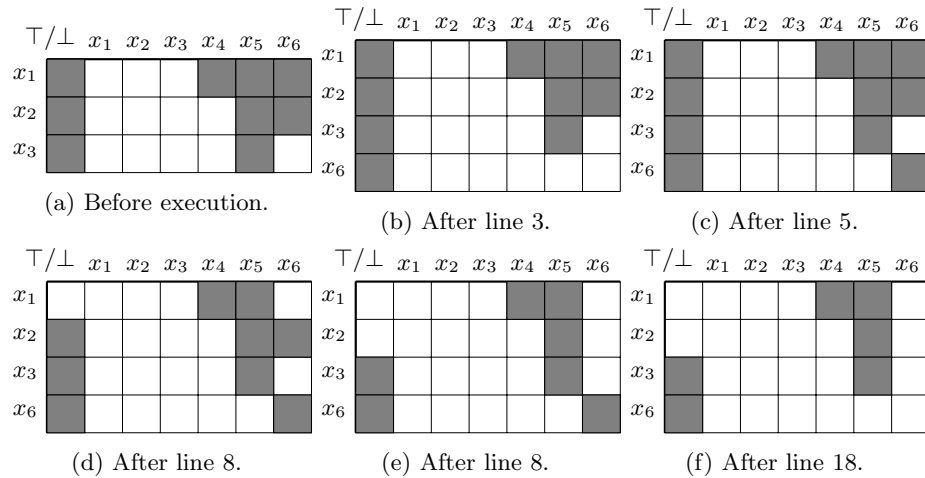 ⊤/⊥ x₁ x₂ x₃ x₄ x₅ x₆
x₁
x₂
x₃
(a) Before execution.
⊤/⊥ x₁ x₂ x₃ x₄ x₅ x₆
x₁
x₂
x₃
x₆
(b) After line 3.
⊤/⊥ x₁ x₂ x₃ x₄ x₅ x₆
x₁
x₂
x₃
x₆
(c) After line 5.
⊤/⊥ x₁ x₂ x₃ x₄ x₅ x₆
x₁
x₂
x₃
x₆
(d) After line 8.
⊤/⊥ x₁ x₂ x₃ x₄ x₅ x₆
x₁
x₂
x₃
x₆
(e) After line 8.
⊤/⊥ x₁ x₂ x₃ x₄ x₅ x₆
x₁
x₂
x₃
x₆
(f) After line 18.